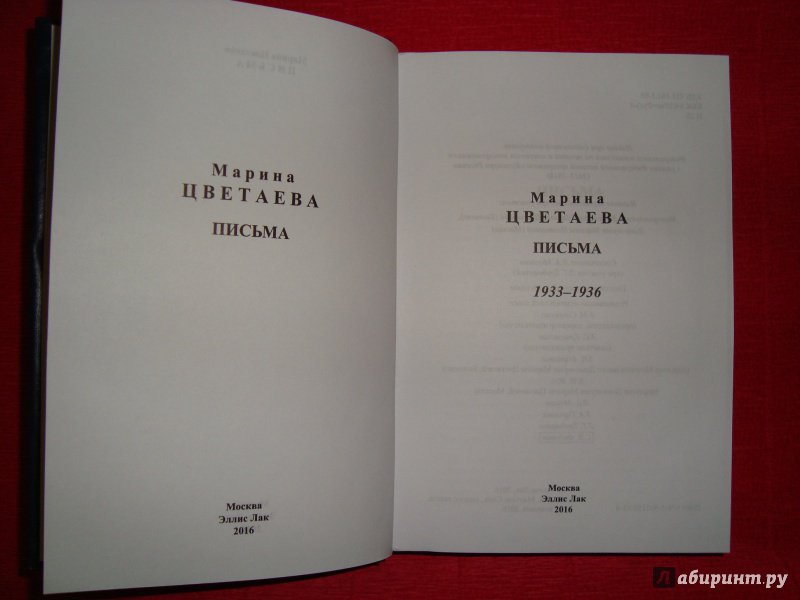 Марина
ЦВЕТАЕВА
ПИСЬМА
Москва
Эллис Лак
2016
Марина
ЦВЕТАЕВА
ПИСЬМА
1933–1936
Москва
Эллис Лак
2016
Лабиринт.ру